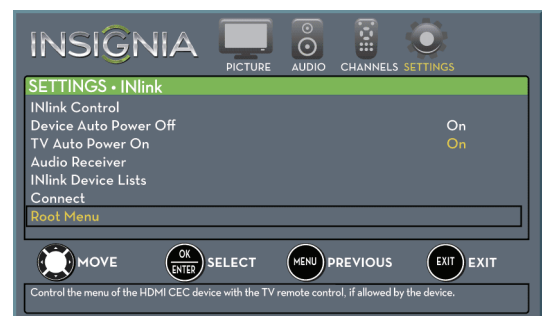 INSIGNIA
PICTURE AUDIO CHANNELS SETTINGS
SETTINGS • INlink
INlink Control
Device Auto Power Off On
TV Auto Power On On
Audio Receiver
INlink Device Lists
Connect
Root Menu
MOVE OK ENTER SELECT MENU PREVIOUS EXIT EXIT
Control the menu of the HDMI CEC device with the TV remote control, if allowed by the device.